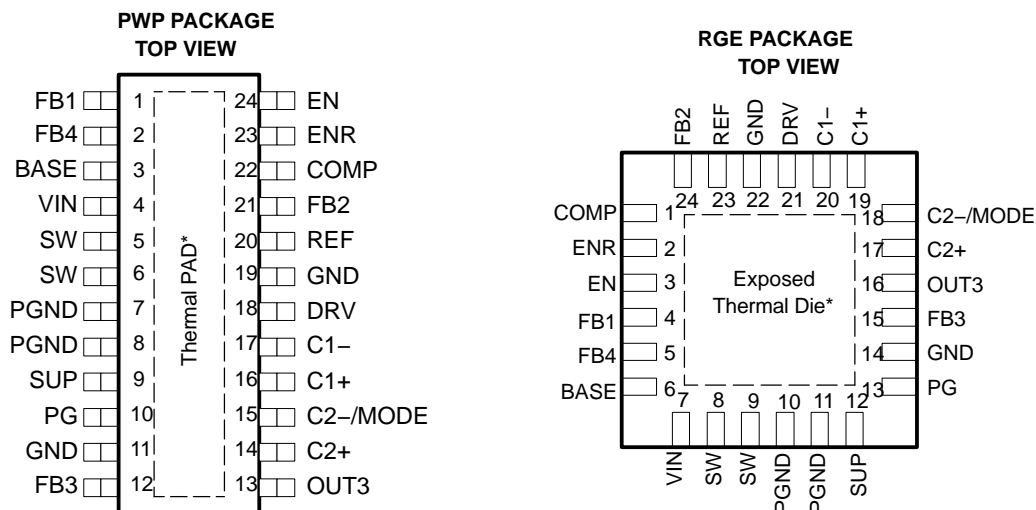 PWP PACKAGE
TOP VIEW
FB1 1 24 EN
FB4 2 23 ENR
BASE 3 22 COMP
VIN 4 21 FB2
SW 5 20 REF
SW 6 19 GND
PGND 7 18 DRV
PGND 8 17 C1−
SUP 9 16 C1+
PG 10 15 C2−/MODE
GND 11 14 C2+
FB3 12 13 OUT3
Thermal PAD*
RGE PACKAGE
TOP VIEW
FB2 REF GND DRV C1− C1+
24 23 22 21 20 19
COMP 1 18 C2−/MODE
ENR 2 17 C2+
EN 3 16 OUT3
FB1 4 15 FB3
FB4 5 14 GND
BASE 6 13 PG
Exposed
Thermal Die*
7 8 9 10 11 12
VIN SW SW PGND PGND SUP